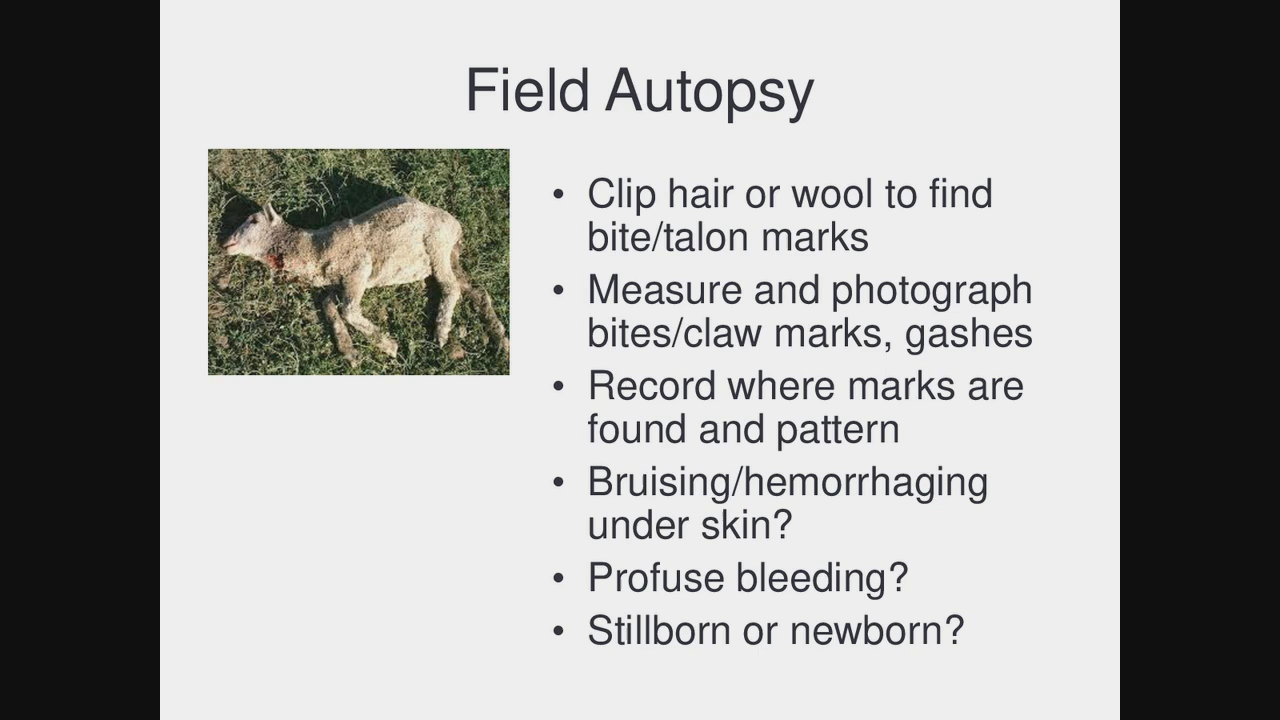 Field Autopsy
• Clip hair or wool to find
bite/talon marks
• Measure and photograph
bites/claw marks, gashes
• Record where marks are
found and pattern
• Bruising/hemorrhaging
under skin?
• Profuse bleeding?
• Stillborn or newborn?